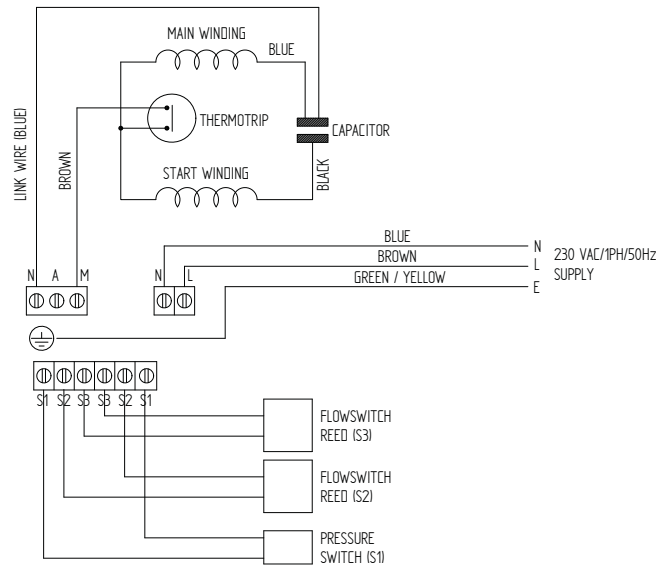 MAIN WINDING
BLUE
THERMOTRIP
CAPACITOR
LINK WIRE (BLUE)
BROWN
START WINDING
BLACK
BLUE
N
BROWN
L
230 VAC/1PH/50Hz
SUPPLY
GREEN / YELLOW
E
N A M
N L
S1 S2 S3 S3 S2 S1
FLOWSWITCH
REED (S3)
FLOWSWITCH
REED (S2)
PRESSURE
SWITCH (S1)